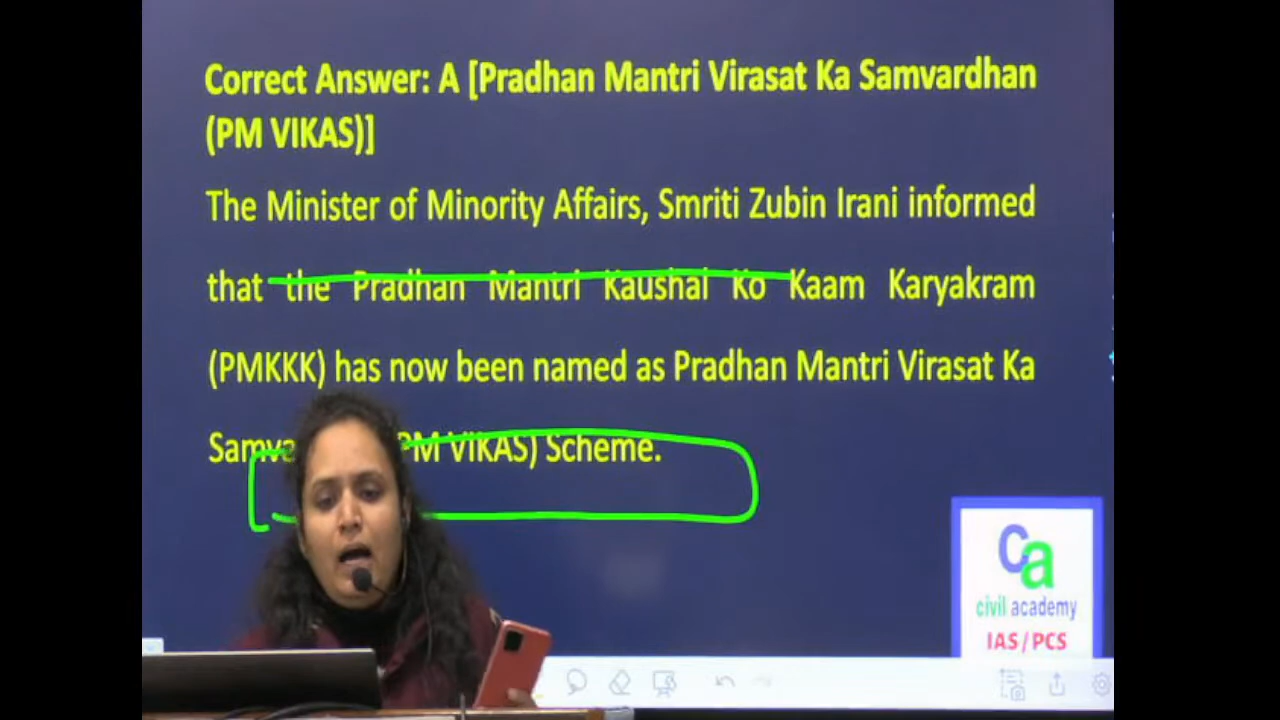 Correct Answer: A [Pradhan Mantri Virasat Ka Samvardhan
(PM VIKAS)]
The Minister of Minority Affairs, Smriti Zubin Irani informed
that the Pradhan Mantri Kaushal Ko Kaam Karyakram
(PMKKK) has now been named as Pradhan Mantri Virasat Ka
PM VIKAS) Scheme.
Ca
civil academy
IAS/PCS